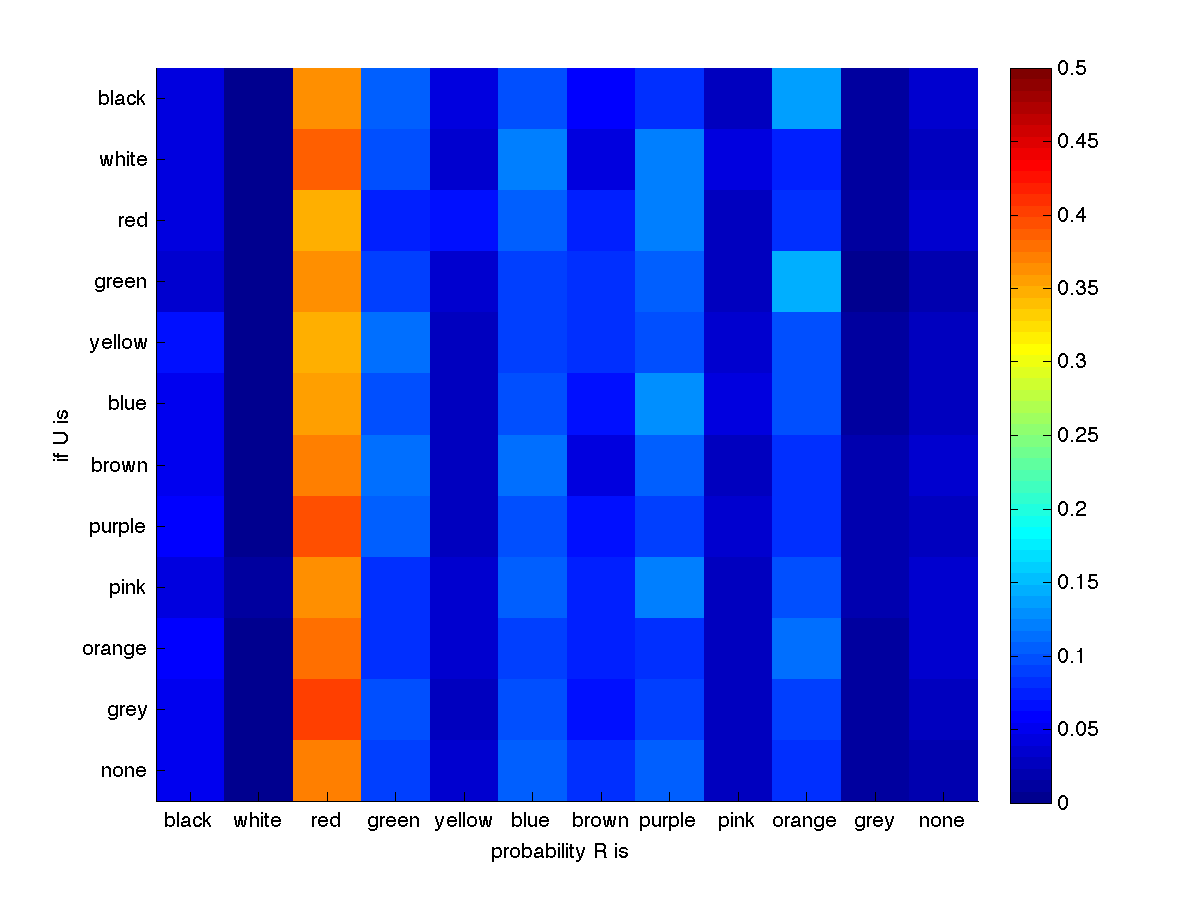 black
white
red
green
yellow
blue
brown
purple
pink
orange
grey
none
if U is
black white red green yellow blue brown purple pink orange grey none
probability R is
0.5
0.45
0.4
0.35
0.3
0.25
0.2
0.15
0.1
0.05
0